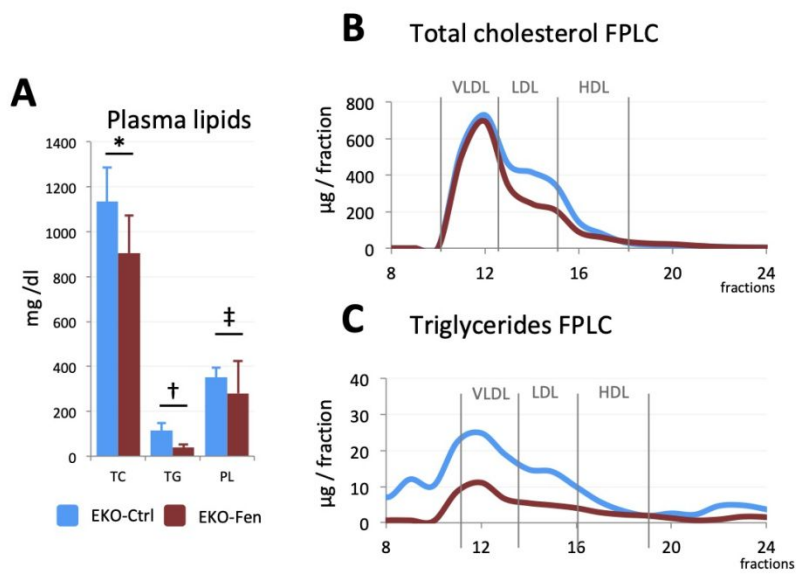 A
Plasma lipids
1400
1200
1000
800
600
400
200
0
mg /dl
*
†
‡
TC TG PL
EKO-Ctrl EKO-Fen
B Total cholesterol FPLC
VLDL LDL HDL
800
600
400
200
0
µg / fraction
8 12 16 20 24
fractions
C Triglycerides FPLC
VLDL LDL HDL
40
30
20
10
0
µg / fraction
8 12 16 20 24
fractions